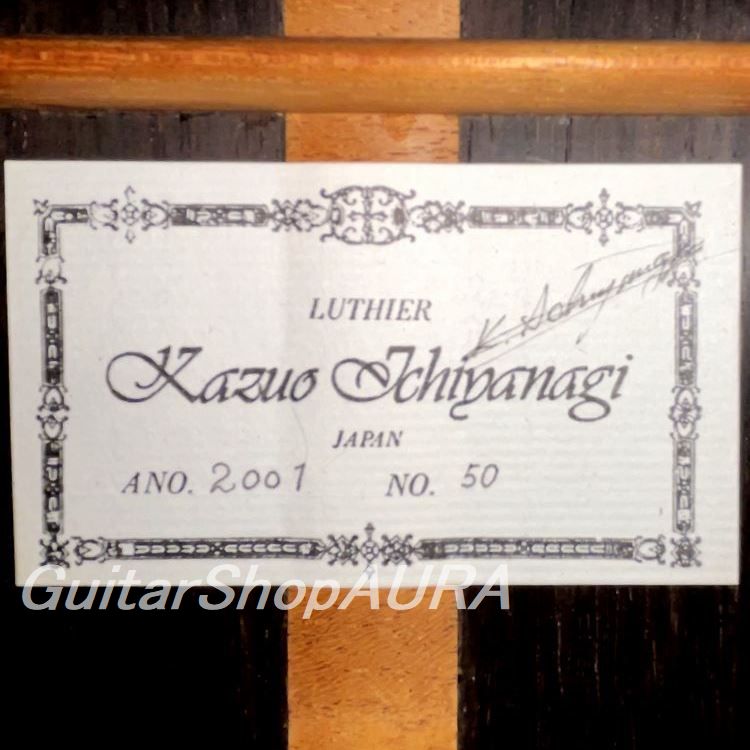 LUTHIER
K. Ichiyanagi
Kazuo Ichiyanagi
JAPAN
ANO. 2001 NO. 50
GuitarShopAURA